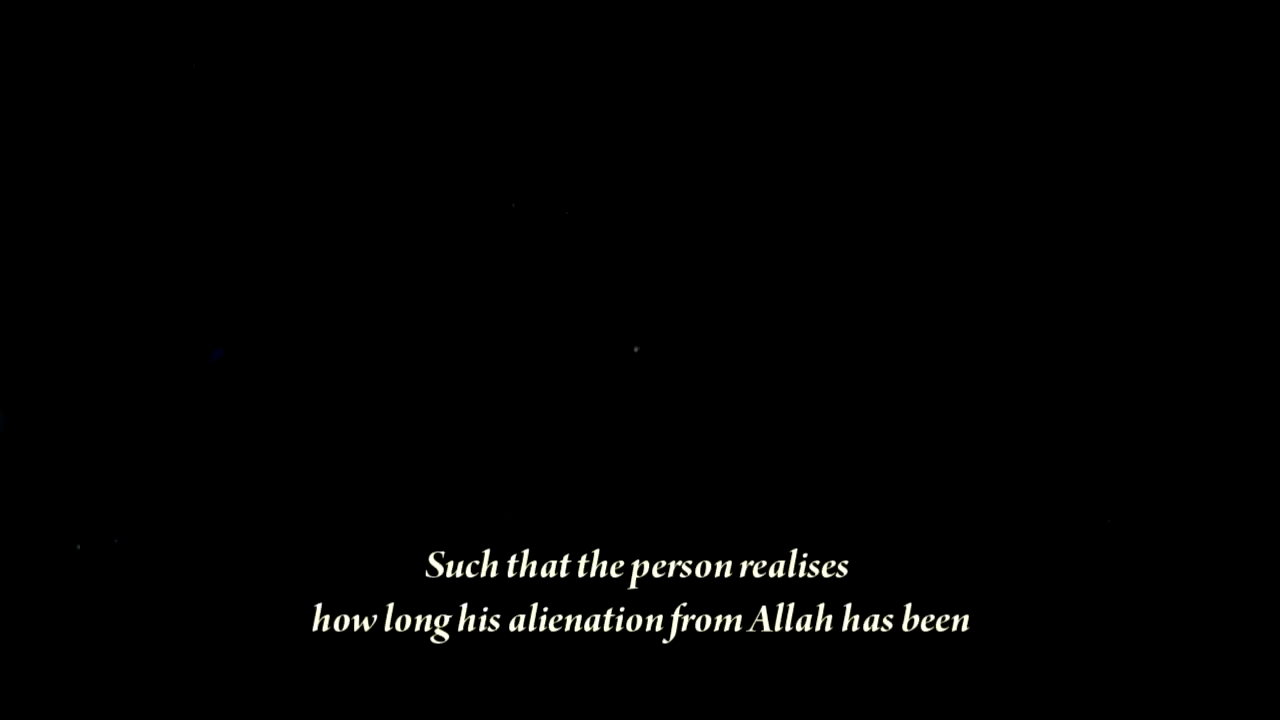 Such that the person realises
how long his alienation from Allah has been